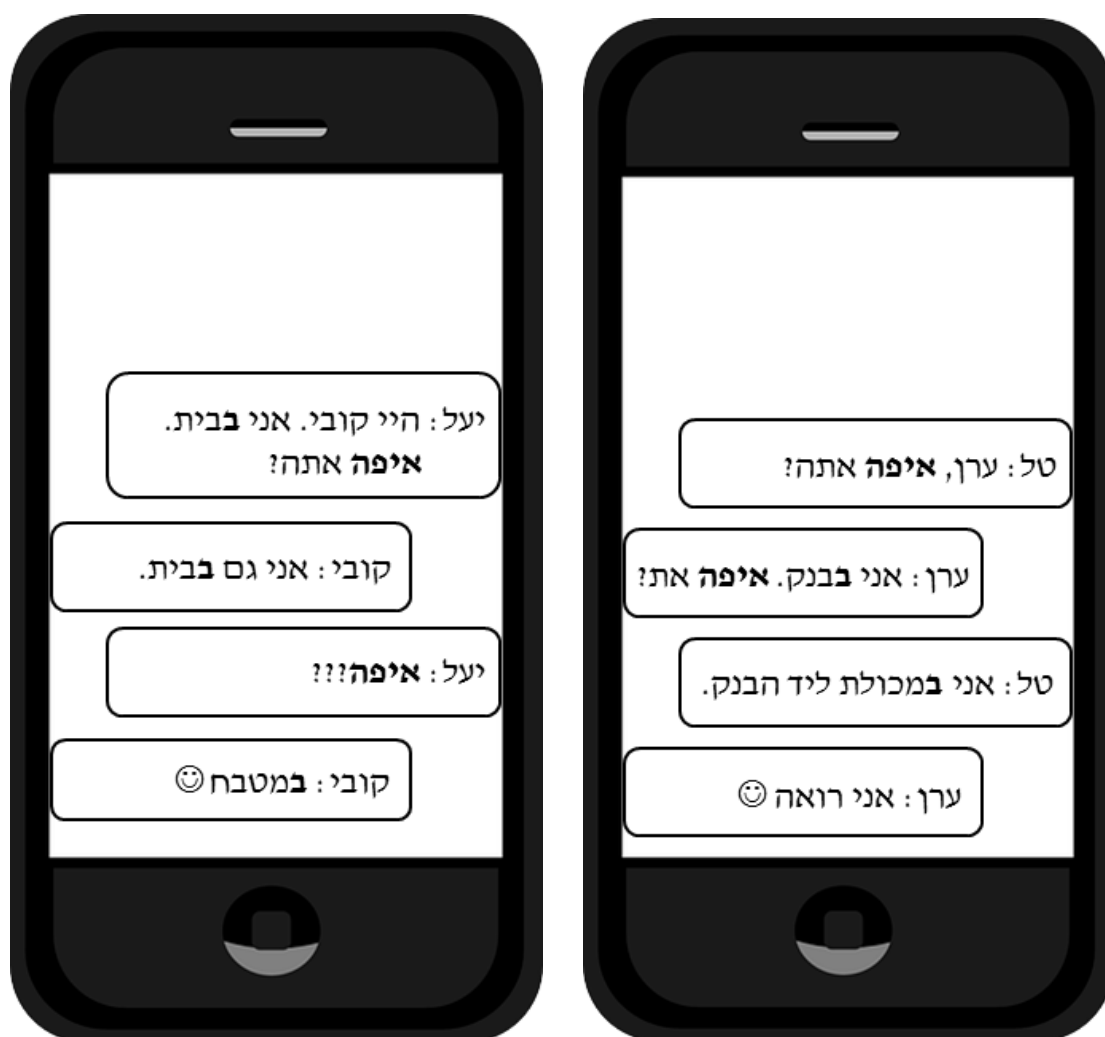 יעל: היי קובי. אני בבית.
איפה אתה?
קובי: אני גם בבית.
יעל: איפה???
קובי: במטבח ☺
טל: ערן, איפה אתה?
ערן: אני בבנק. איפה את?
טל: אני במכולת ליד הבנק.
ערן: אני רואה ☺